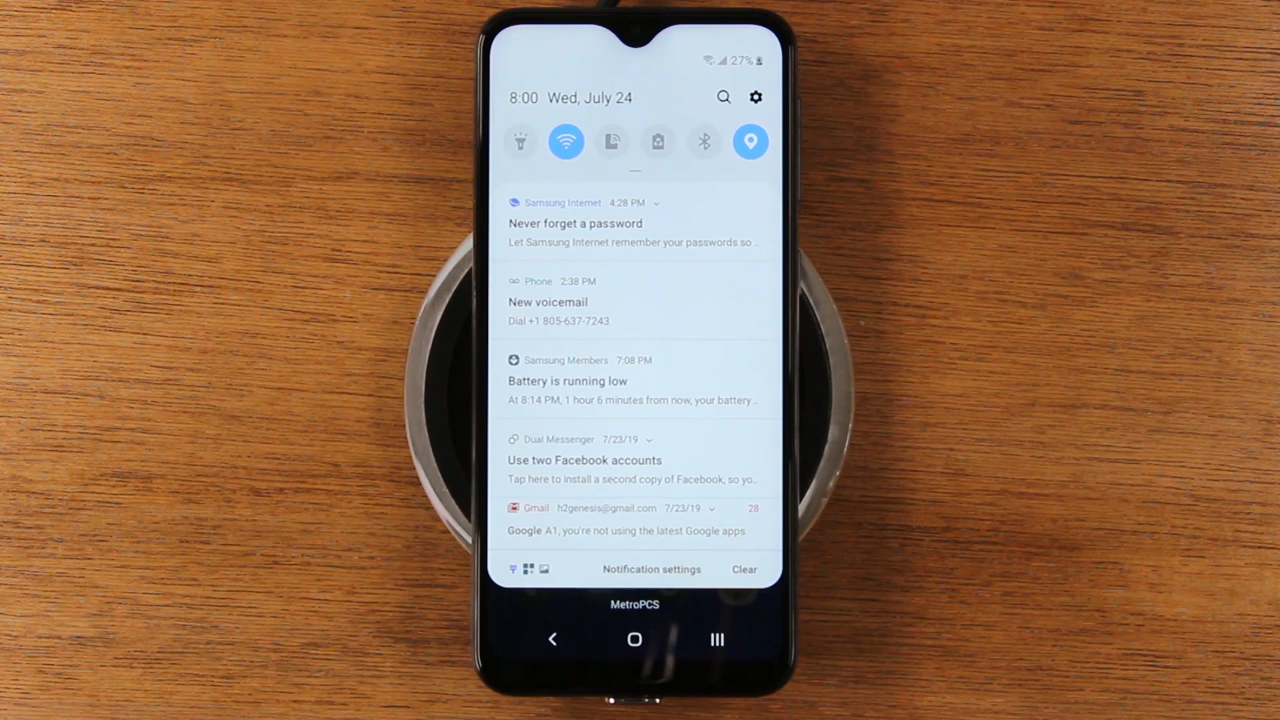 27%
8:00 Wed, July 24
Samsung Internet 4:28 PM
Never forget a password
Let Samsung Internet remember your passwords so ..
Phone 2:38 PM
New voicemail
Dial +1 805-637-7243
Samsung Members 7:08 PM
Battery is running low
At 8:14 PM, 1 hour 6 minutes from now, your battery ..
Dual Messenger 7/23/19
Use two Facebook accounts
Tap here to install a second copy of Facebook, so yo..
Gmail h2genesis@gmail.com 7/23/19 28
Google A1, you're not using the latest Google apps
Notification settings Clear
MetroPCS